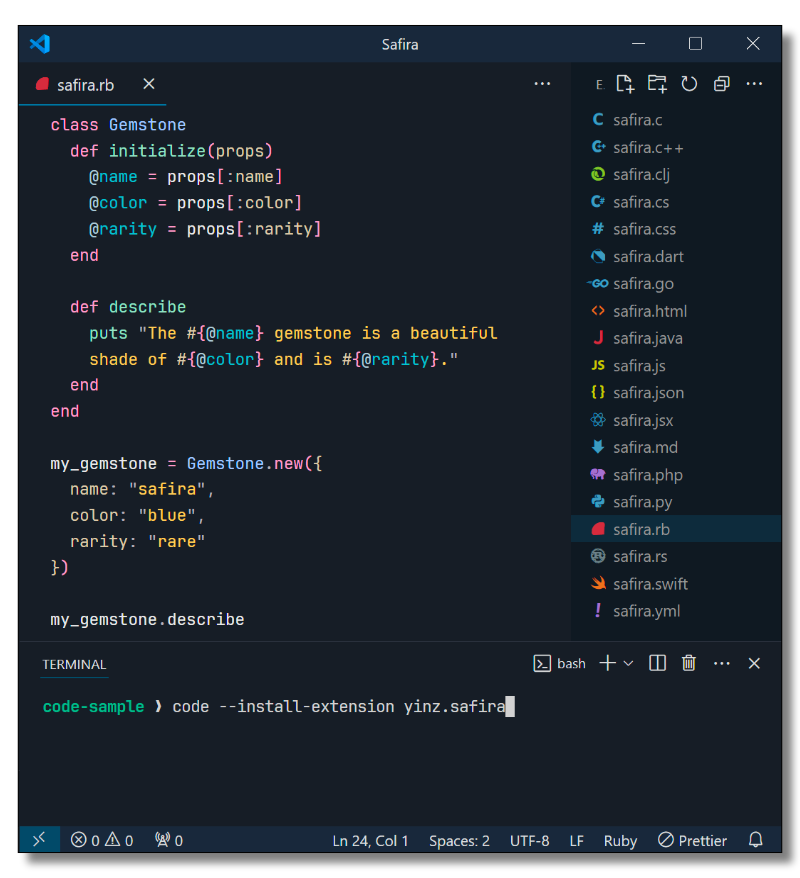 Safira
safira.rb
E
class Gemstone
  def initialize(props)
    @name = props[:name]
    @color = props[:color]
    @rarity = props[:rarity]
  end

  def describe
    puts "The #{@name} gemstone is a beautiful
    shade of #{@color} and is #{@rarity}."
  end
end

my_gemstone = Gemstone.new({
  name: "safira",
  color: "blue",
  rarity: "rare"
})

my_gemstone.describe
C safira.c
C+ safira.c++
safira.clj
C# safira.cs
# safira.css
safira.dart
GO safira.go
<> safira.html
J safira.java
JS safira.js
{} safira.json
safira.jsx
safira.md
safira.php
safira.py
safira.rb
safira.rs
safira.swift
! safira.yml
TERMINAL
bash
code-sample ❯ code --install-extension yinz.safira
0 0 0 Ln 24, Col 1 Spaces: 2 UTF-8 LF Ruby Prettier